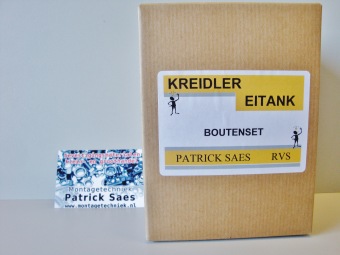 KREIDLER
EITANK
BOUTENSET
PATRICK SAES RVS
Montagetechniek
Patrick Saes
www.montagetechniek.nl